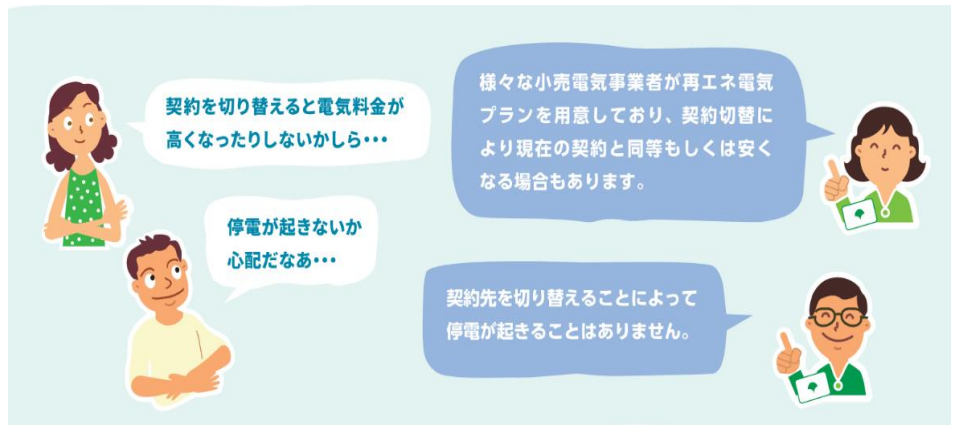 契約を切り替えると電気料金が
高くなったりしないかしら・・・
様々な小売電気事業者が再エネ電気
プランを用意しており、契約切替に
より現在の契約と同等もしくは安く
なる場合もあります。
停電が起きないか
心配だなあ・・・
契約先を切り替えることによって
停電が起きることはありません。